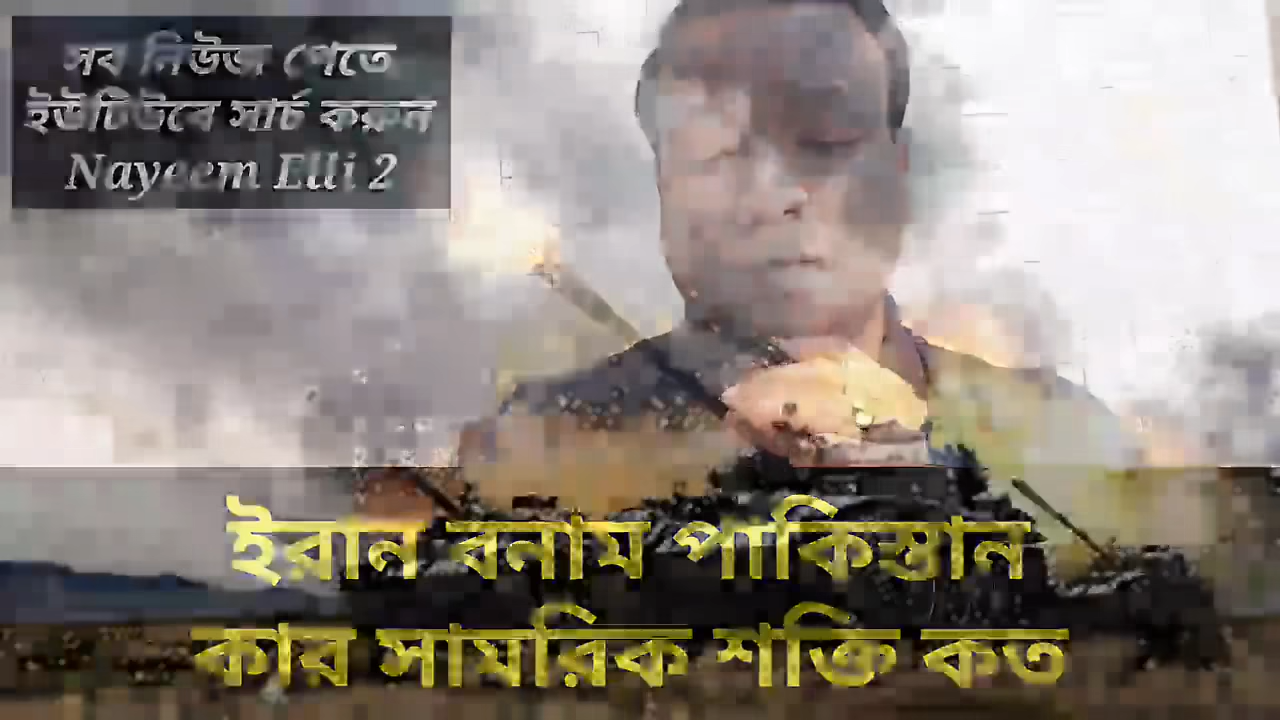 সব নিউজ পেতে
ইউটিউবে সার্চ করুন
Nayeem Elli 2
ইরান বনাম পাকিস্তান
কার সামরিক শক্তি কত